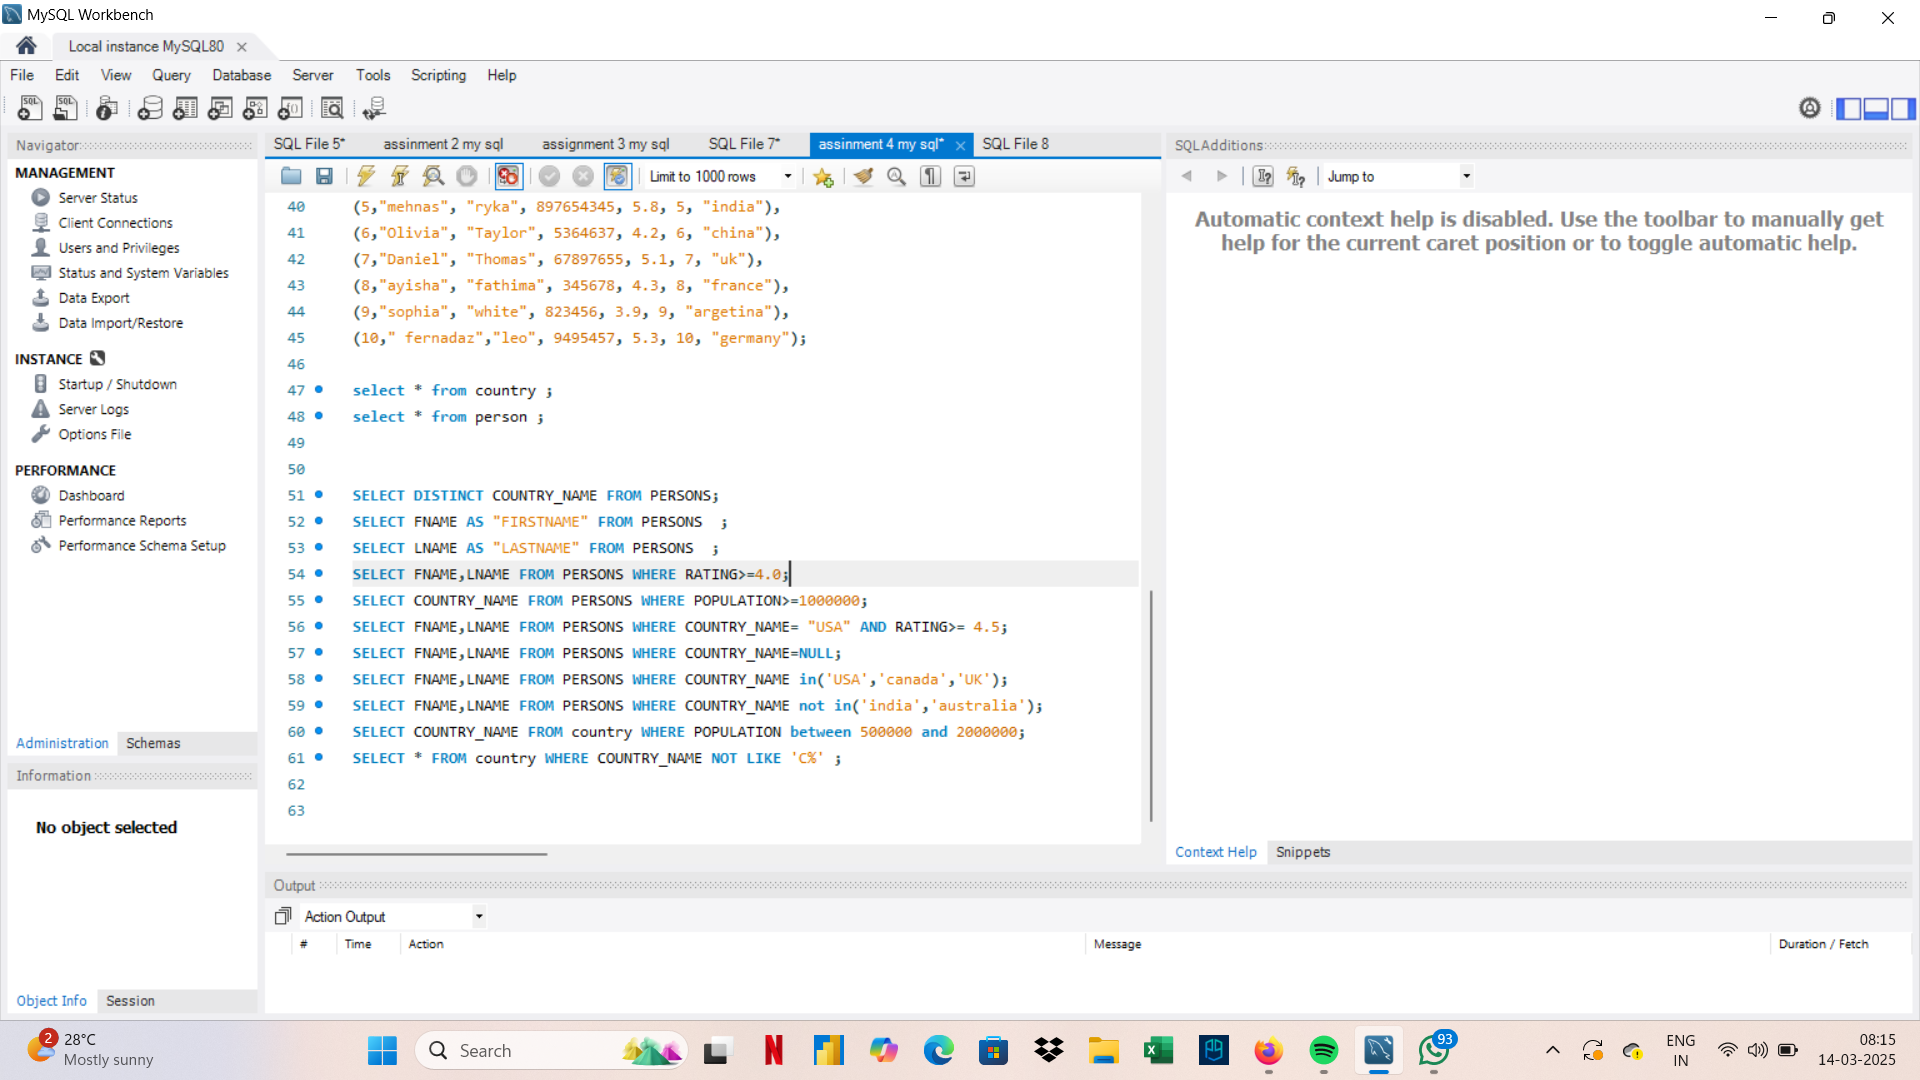 MySQL Workbench
Local instance MySQL80
File Edit View Query Database Server Tools Scripting Help
Navigator
MANAGEMENT
Server Status
Client Connections
Users and Privileges
Status and System Variables
Data Export
Data Import/Restore
INSTANCE
Startup / Shutdown
Server Logs
Options File
PERFORMANCE
Dashboard
Performance Reports
Performance Schema Setup
Administration Schemas
Information
No object selected
Object Info Session
SQL File 5* assinment 2 my sql assignment 3 my sql SQL File 7* assinment 4 my sql* SQL File 8
Limit to 1000 rows
40 (5,"mehnas", "ryka", 897654345, 5.8, 5, "india"),
41 (6,"Olivia", "Taylor", 5364637, 4.2, 6, "china"),
42 (7,"Daniel", "Thomas", 67897655, 5.1, 7, "uk"),
43 (8,"ayisha", "fathima", 345678, 4.3, 8, "france"),
44 (9,"sophia", "white", 823456, 3.9, 9, "argetina"),
45 (10," fernadaz","leo", 9495457, 5.3, 10, "germany");
46
47 select * from country ;
48 select * from person ;
49
50
51 SELECT DISTINCT COUNTRY_NAME FROM PERSONS;
52 SELECT FNAME AS "FIRSTNAME" FROM PERSONS  ;
53 SELECT LNAME AS "LASTNAME" FROM PERSONS  ;
54 SELECT FNAME,LNAME FROM PERSONS WHERE RATING>=4.0;
55 SELECT COUNTRY_NAME FROM PERSONS WHERE POPULATION>=1000000;
56 SELECT FNAME,LNAME FROM PERSONS WHERE COUNTRY_NAME= "USA" AND RATING>= 4.5;
57 SELECT FNAME,LNAME FROM PERSONS WHERE COUNTRY_NAME=NULL;
58 SELECT FNAME,LNAME FROM PERSONS WHERE COUNTRY_NAME in('USA','canada','UK');
59 SELECT FNAME,LNAME FROM PERSONS WHERE COUNTRY_NAME not in('india','australia');
60 SELECT COUNTRY_NAME FROM country WHERE POPULATION between 500000 and 2000000;
61 SELECT * FROM country WHERE COUNTRY_NAME NOT LIKE 'C%' ;
62
63
SQLAdditions
Jump to
Automatic context help is disabled. Use the toolbar to manually get
help for the current caret position or to toggle automatic help.
Context Help Snippets
Output
Action Output
# Time Action Message Duration / Fetch
2
28°C
Mostly sunny
Search
93
ENG
IN
08:15
14-03-2025